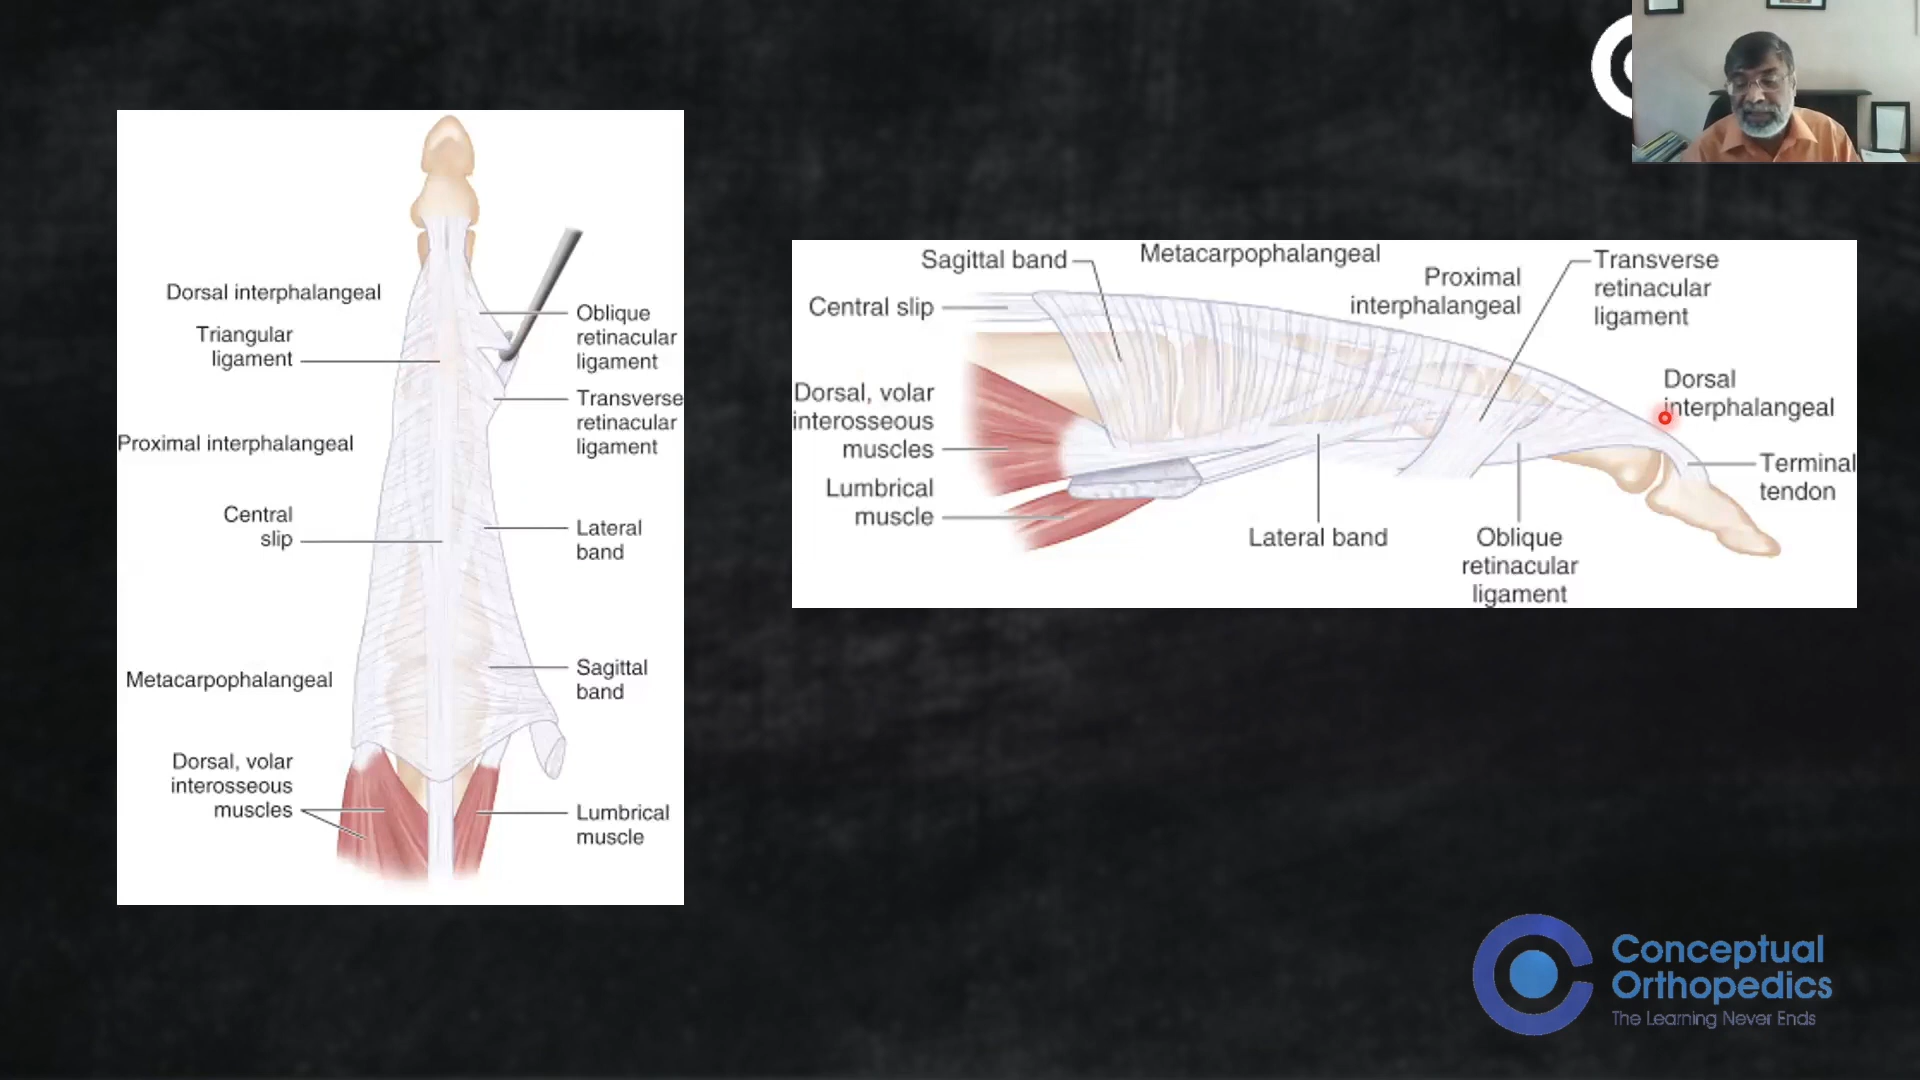 Dorsal interphalangeal
Triangular
ligament
Proximal interphalangeal
Central
slip
Metacarpophalangeal
Dorsal, volar
interosseous
muscles
Oblique
retinacular
ligament
Transverse
retinacular
ligament
Lateral
band
Sagittal
band
Lumbrical
muscle
Sagittal band
Metacarpophalangeal
Proximal
interphalangeal
Transverse
retinacular
ligament
Central slip
Dorsal, volar
interosseous
muscles
Lumbrical
muscle
Dorsal
interphalangeal
Terminal
tendon
Lateral band
Oblique
retinacular
ligament
Conceptual
Orthopedics
The Learning Never Ends